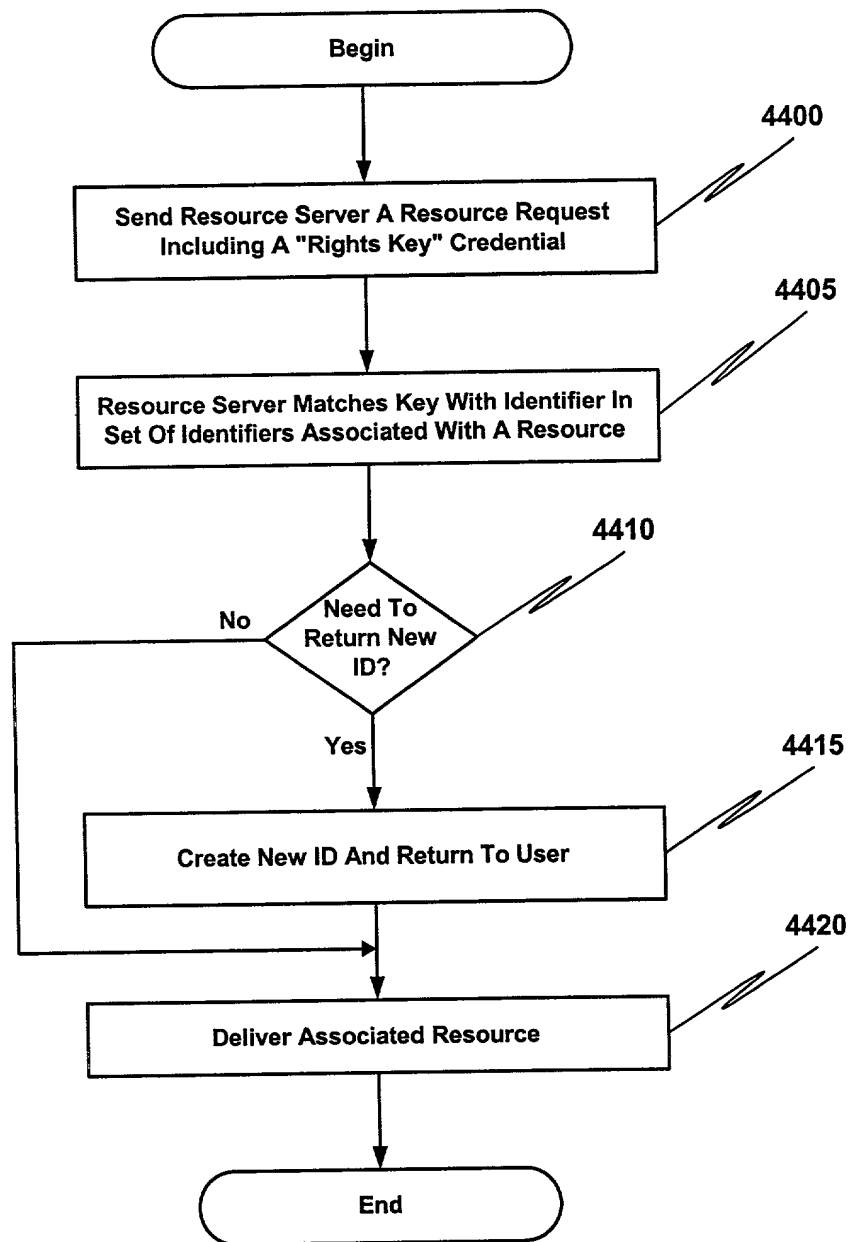 Begin
4400
Send Resource Server A Resource Request
Including A "Rights Key" Credential
4405
Resource Server Matches Key With Identifier In
Set Of Identifiers Associated With A Resource
4410
Need To
Return New
ID?
No
Yes
4415
Create New ID And Return To User
4420
Deliver Associated Resource
End